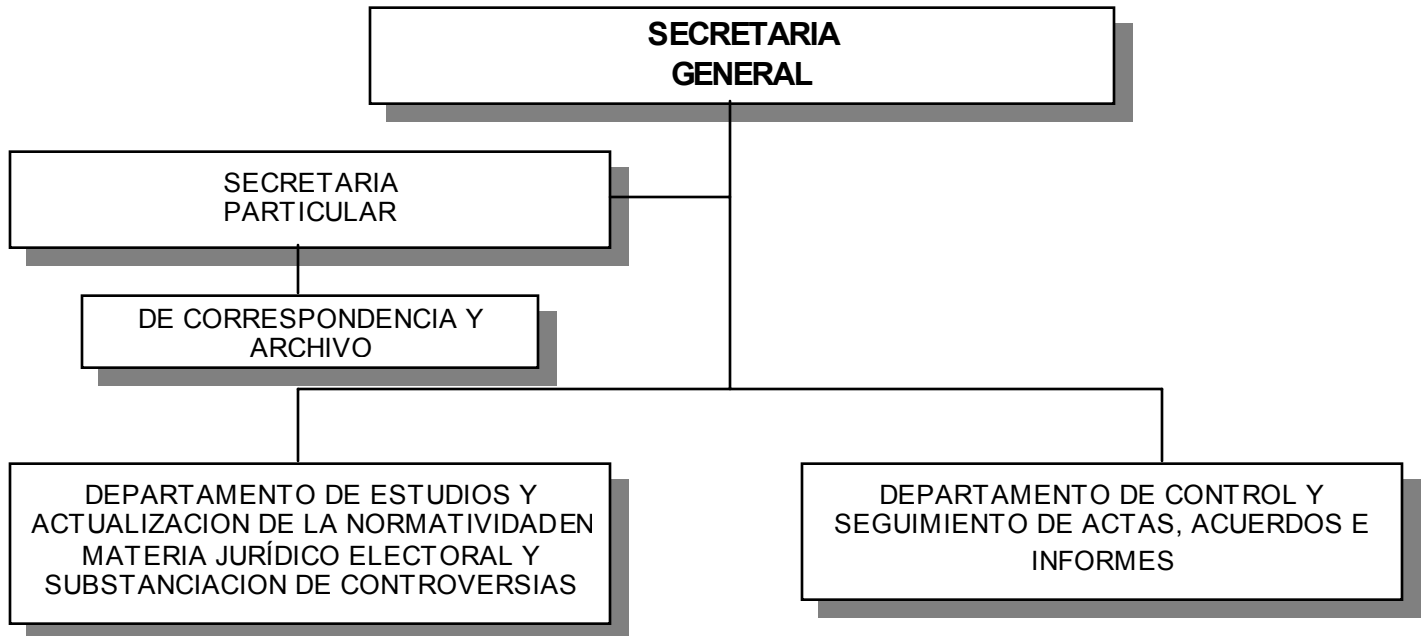 SECRETARIA
GENERAL
SECRETARIA
PARTICULAR
DE CORRESPONDENCIA Y
ARCHIVO
DEPARTAMENTO DE ESTUDIOS Y
ACTUALIZACION DE LA NORMATIVIDADEN
MATERIA JURÍDICO ELECTORAL Y
SUBSTANCIACION DE CONTROVERSIAS
DEPARTAMENTO DE CONTROL Y
SEGUIMIENTO DE ACTAS, ACUERDOS E
INFORMES